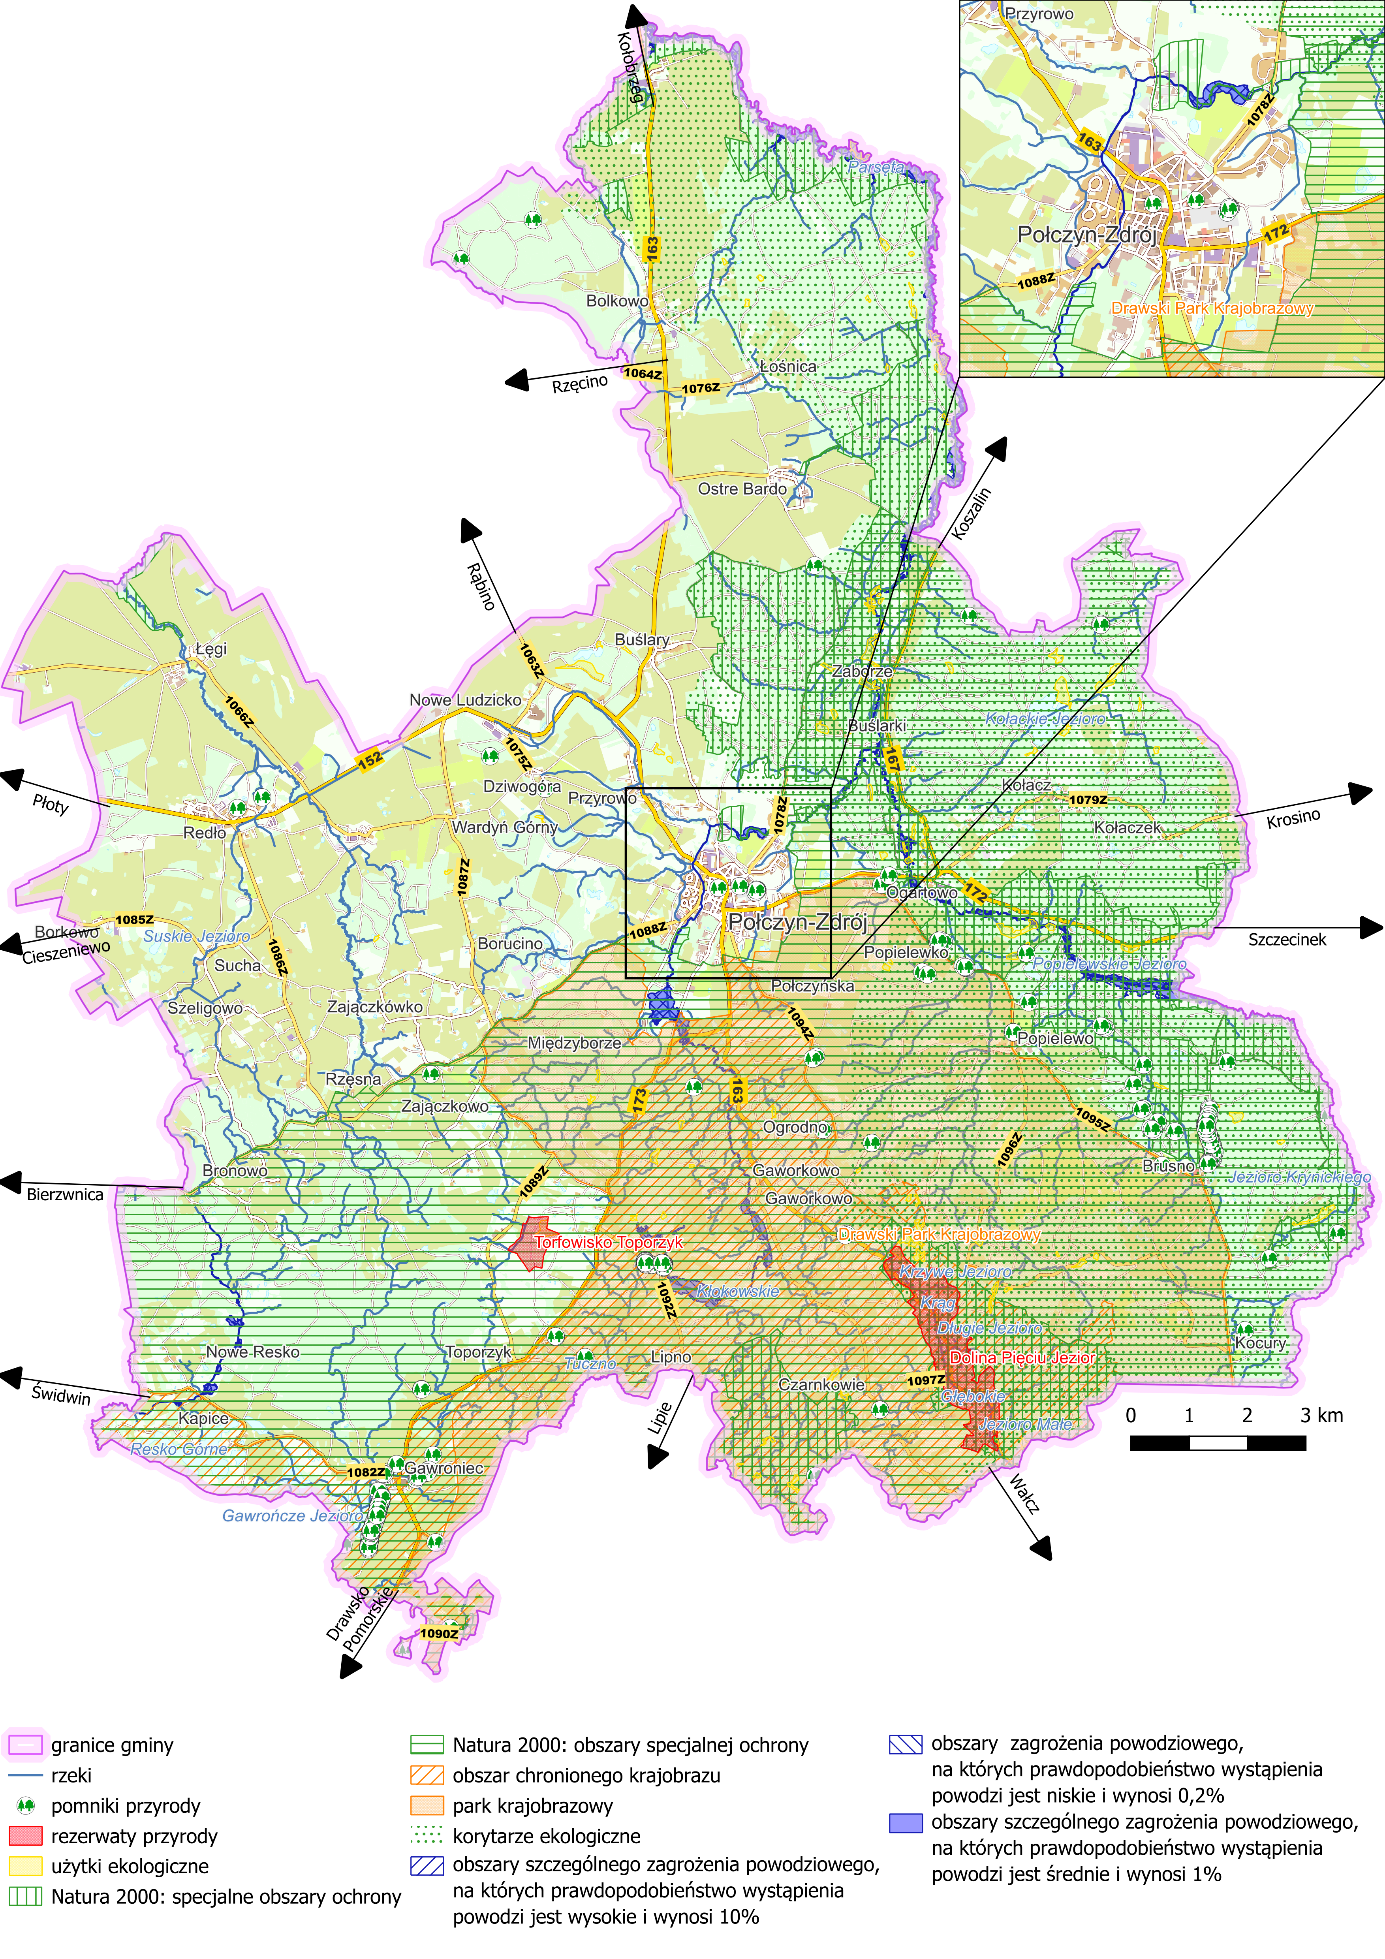 Kołobrzeg
Przyrowo
1078Z
163
Połczyn-Zdrój
172
1088Z
Drawski Park Krajobrazowy
Parsęta
163
Bolkowo
Łośnica
1064Z
1076Z
Rzęcino
Ostre Bardo
Koszalin
Rąbino
Buślary
1063Z
Łęgi
Zaborze
Nowe Ludzicko
1066Z
Buślarki
Kołackie Jezioro
1075Z
152
167
Dziwogóra
Przyrowo
Kołacz
1079Z
Płoty
Krosino
1078Z
Redło
Wardyń Górny
Kołaczek
1087Z
172
Ogartowo
1085Z
Borkowo
Cieszeniewo
Suskie Jezioro
1088Z
Połczyn-Zdrój
Borucino
Szczecinek
1086Z
Popielewko
Sucha
Popielewskie Jezioro
Połczyńska
Szeligowo
Zajączkówko
1094Z
Międzyborze
Popielewo
Rzęsna
173
163
Zajączkowo
1095Z
Ogrodno
1096Z
Bronowo
Gaworkowo
Brusno
Bierzwnica
1089Z
Jezioro Krynickiego
Gaworkowo
Drawski Park Krajobrazowy
Torfowisko Toporzyk
Krzywe Jezioro
Kłokowskie
1092Z
Krąg
Długie Jezioro
Nowe Resko
Toporzyk
Tuczno
Lipno
Dolina Pięciu Jezior
Kocury
Świdwin
Czarnkowie
1097Z
Głębokie
Kapice
Lipie
Jezioro Małe
0 1 2 3 km
Resko Górne
1082Z
Gawroniec
Wałcz
Gawrończe Jezioro
Drawsko
Pomorskie
1090Z
granice gminy
rzeki
pomniki przyrody
rezerwaty przyrody
użytki ekologiczne
Natura 2000: specjalne obszary ochrony
Natura 2000: obszary specjalnej ochrony
obszar chronionego krajobrazu
park krajobrazowy
korytarze ekologiczne
obszary szczególnego zagrożenia powodziowego,
na których prawdopodobieństwo wystąpienia
powodzi jest wysokie i wynosi 10%
obszary zagrożenia powodziowego,
na których prawdopodobieństwo wystąpienia
powodzi jest niskie i wynosi 0,2%
obszary szczególnego zagrożenia powodziowego,
na których prawdopodobieństwo wystąpienia
powodzi jest średnie i wynosi 1%